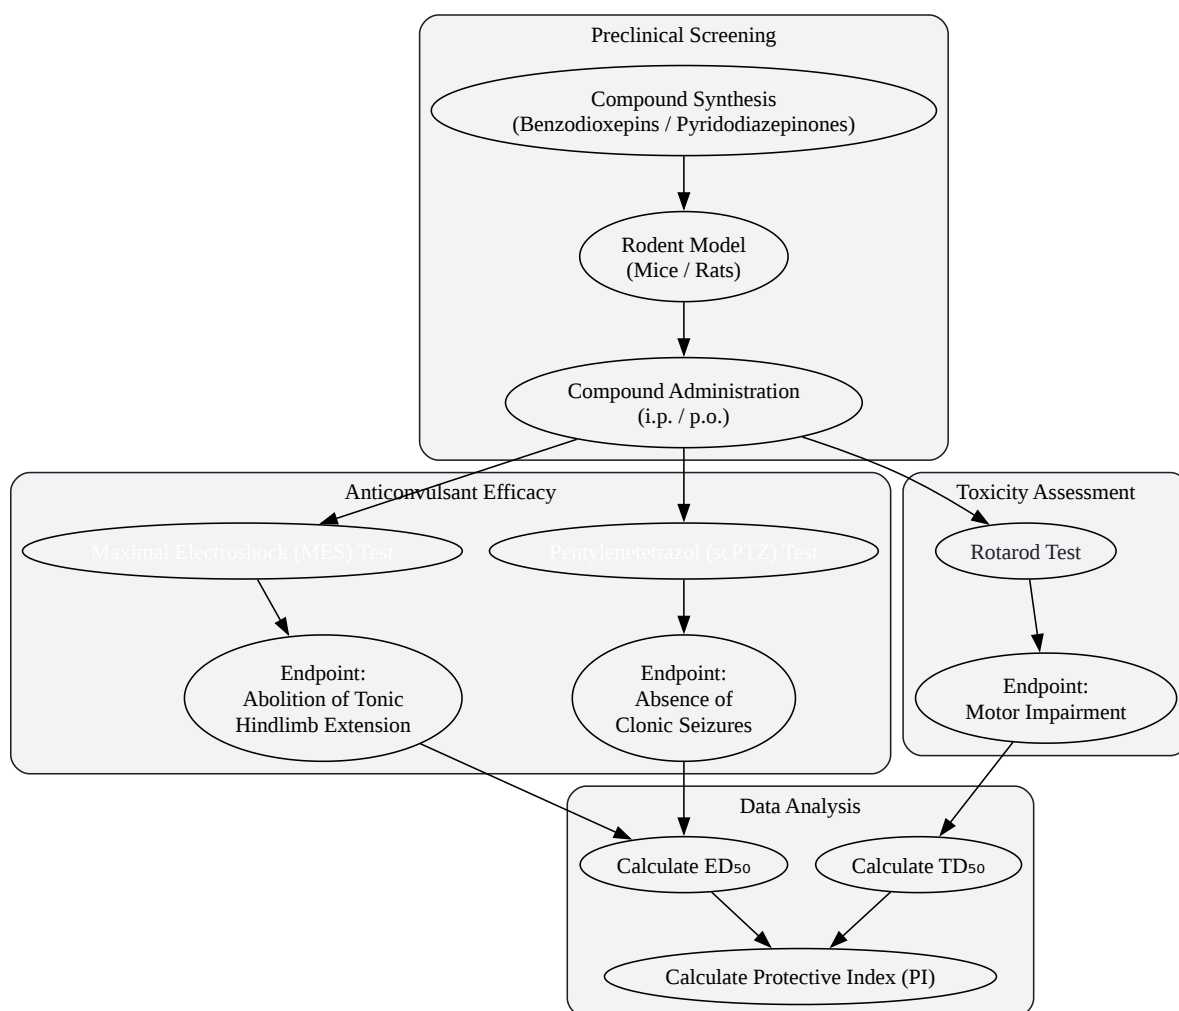 Preclinical Screening
Compound Synthesis
(Benzodioxepins / Pyridodiazepinones)
Rodent Model
(Mice / Rats)
Compound Administration
(i.p. / p.o.)
Anticonvulsant Efficacy
Toxicity Assessment
Maximal Electroshock (MES) Test
Pentylenetetrazol (scPTZ) Test
Rotarod Test
Endpoint:
Abolition of Tonic
Hindlimb Extension
Endpoint:
Absence of
Clonic Seizures
Endpoint:
Motor Impairment
Data Analysis
Calculate ED₅₀
Calculate TD₅₀
Calculate Protective Index (PI)